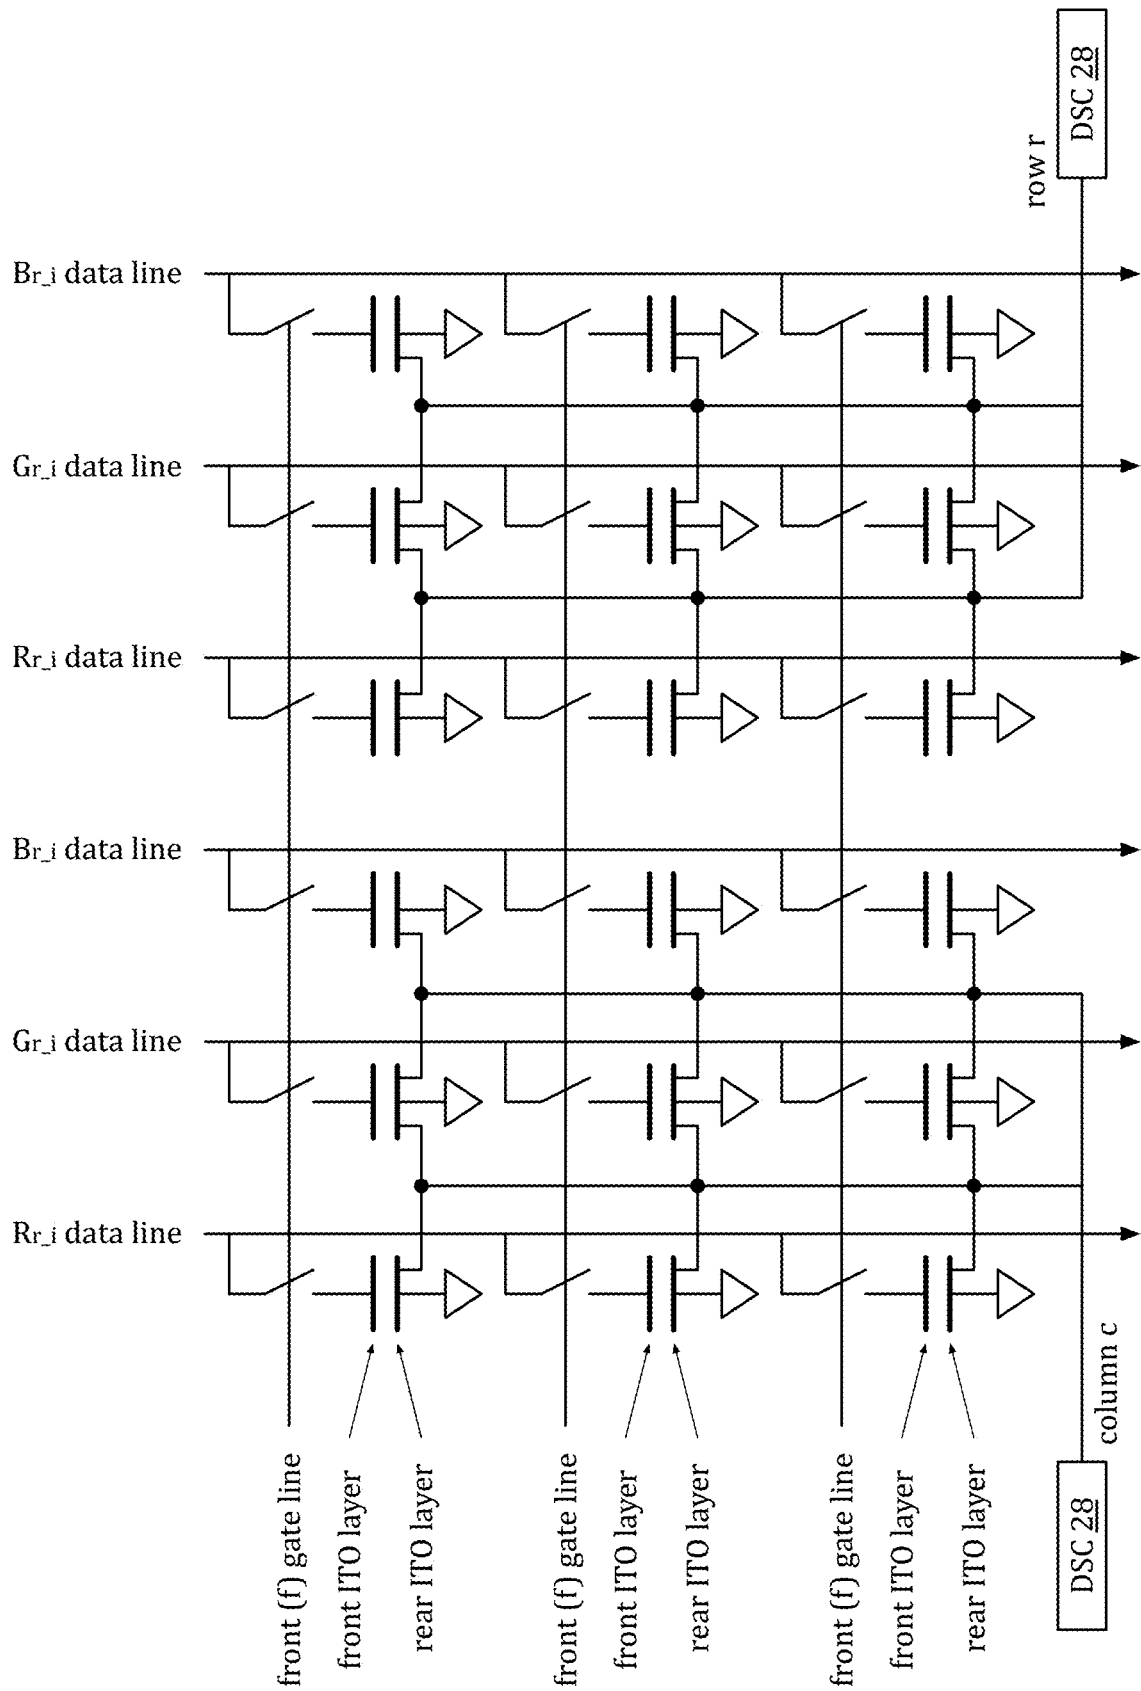 DSC 28
row r
Br_i data line
Gr_i data line
Rr_i data line
Br_i data line
Gr_i data line
Rr_i data line
front (f) gate line
front ITO layer
rear ITO layer
front (f) gate line
front ITO layer
rear ITO layer
front (f) gate line
front ITO layer
rear ITO layer
column c
DSC 28